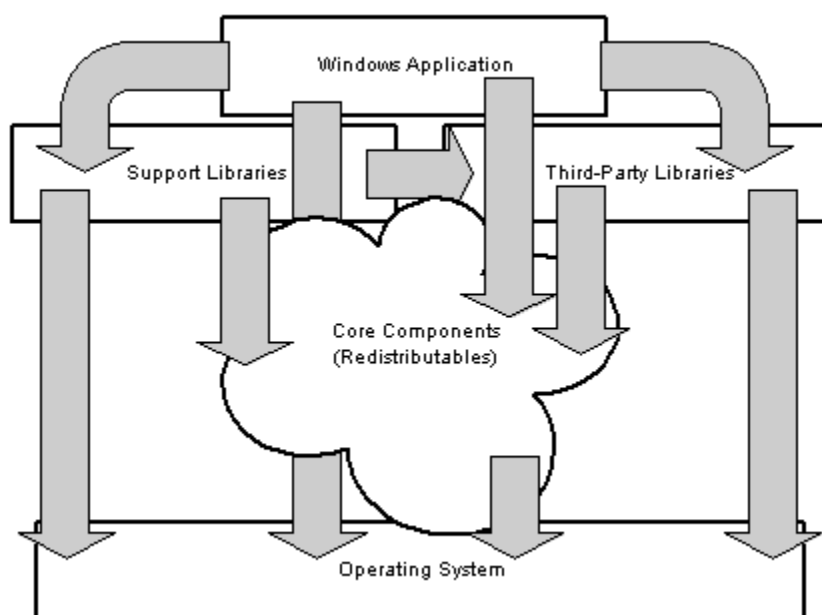 Windows Application
Support Libraries
Third-Party Libraries
Core Components
(Redistributables)
Operating System